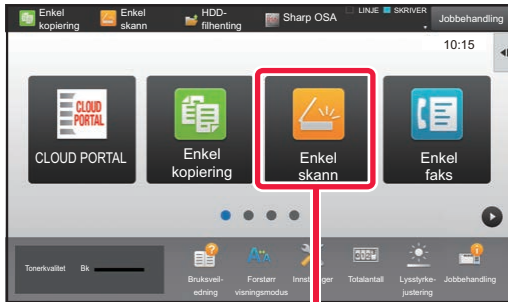 Enkel
kopiering
Enkel
skann
HDD-
filhenting
Sharp OSA
LINJE
SKRIVER
Jobbehandling
10:15
CLOUD
PORTAL
CLOUD PORTAL
Enkel
kopiering
Enkel
skann
Enkel
faks
Tonerkvalitet
Bk
Bruksveil-
edning
Forstørr
visningsmodus
Totalantall
Lysstyrke-
justering
Jobbehandling